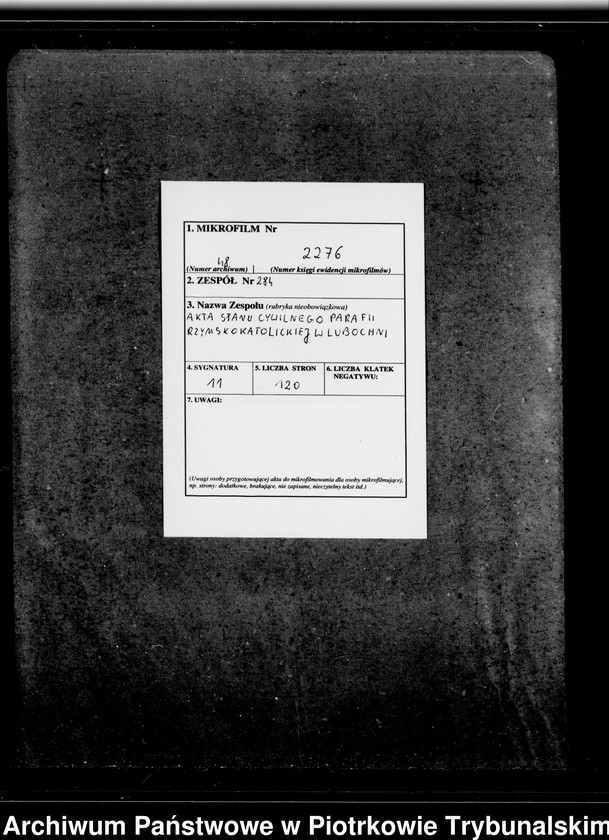 1. MIKROFILM Nr
48 2276
(Numer archiwum) (Numer księgi ewidencji mikrofilmów)
2. ZESPÓŁ Nr 284
3. Nazwa Zespołu (rubryka nieobowiązkowa)
AKTA STANU CYWILNEGO PARAFII
RZYMSKOKATOLICKIEJ W LUBOCHNI
4. SYGNATURA 5. LICZBA STRON 6. LICZBA KLATEK
NEGATYWU:
11 120
7. UWAGI:
(Uwagi osoby przygotowującej akta do mikrofilmowania dla osoby mikrofilmującej,
np. strony: dodatkowe, brakujące, nie zapisane, nieczytelny tekst itd.)
Archiwum Państwowe w Piotrkowie Trybunalskim